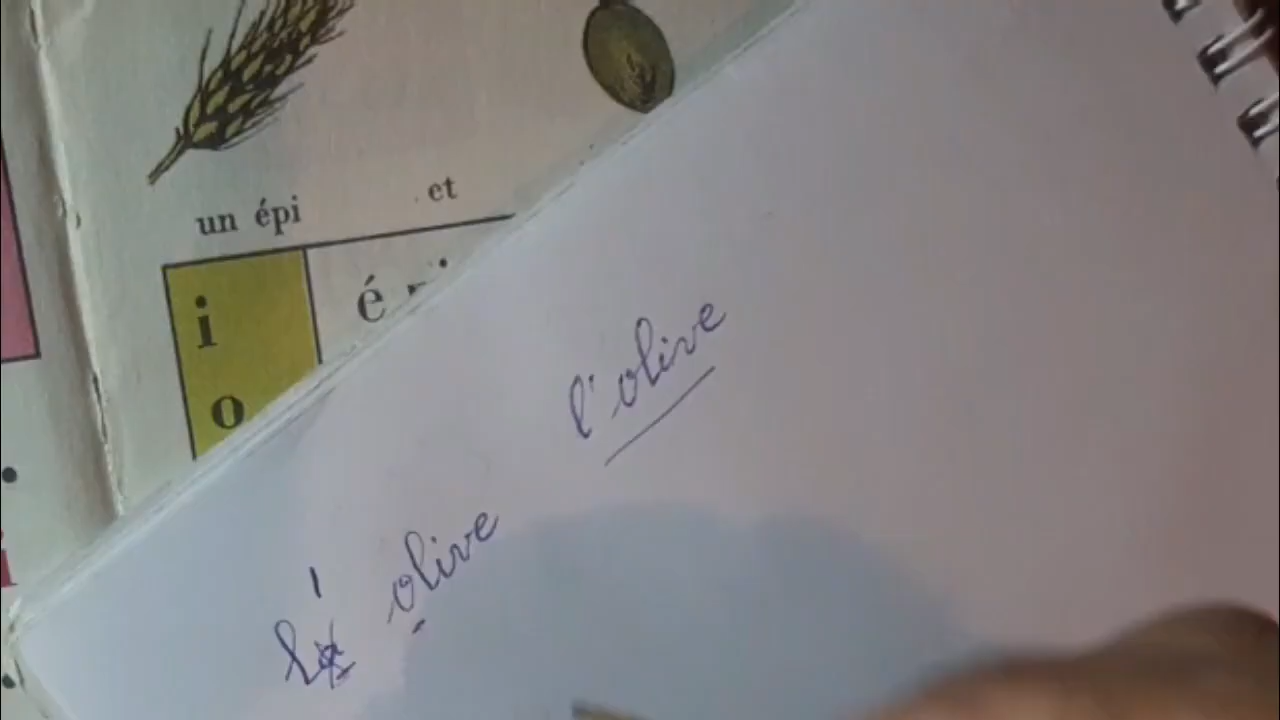 un épi et
i é
o
l'olive
l' olive